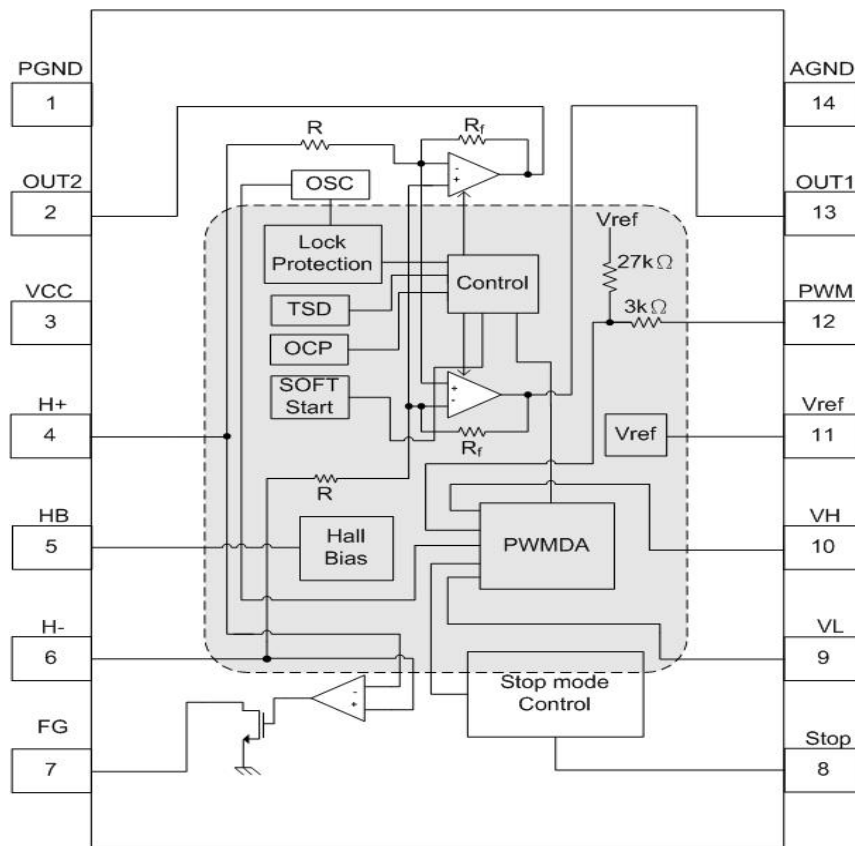 PGND
1
AGND
14
R
Rf
OUT2
2
OSC
OUT1
13
Vref
Lock
Protection
27kΩ
Control
VCC
3
TSD
3kΩ
PWM
12
OCP
SOFT
Start
+
-
-
+
H+
4
Rf
Vref
Vref
11
R
HB
5
Hall
Bias
PWMDA
VH
10
H-
6
VL
9
-
+
Stop mode
Control
FG
7
Stop
8